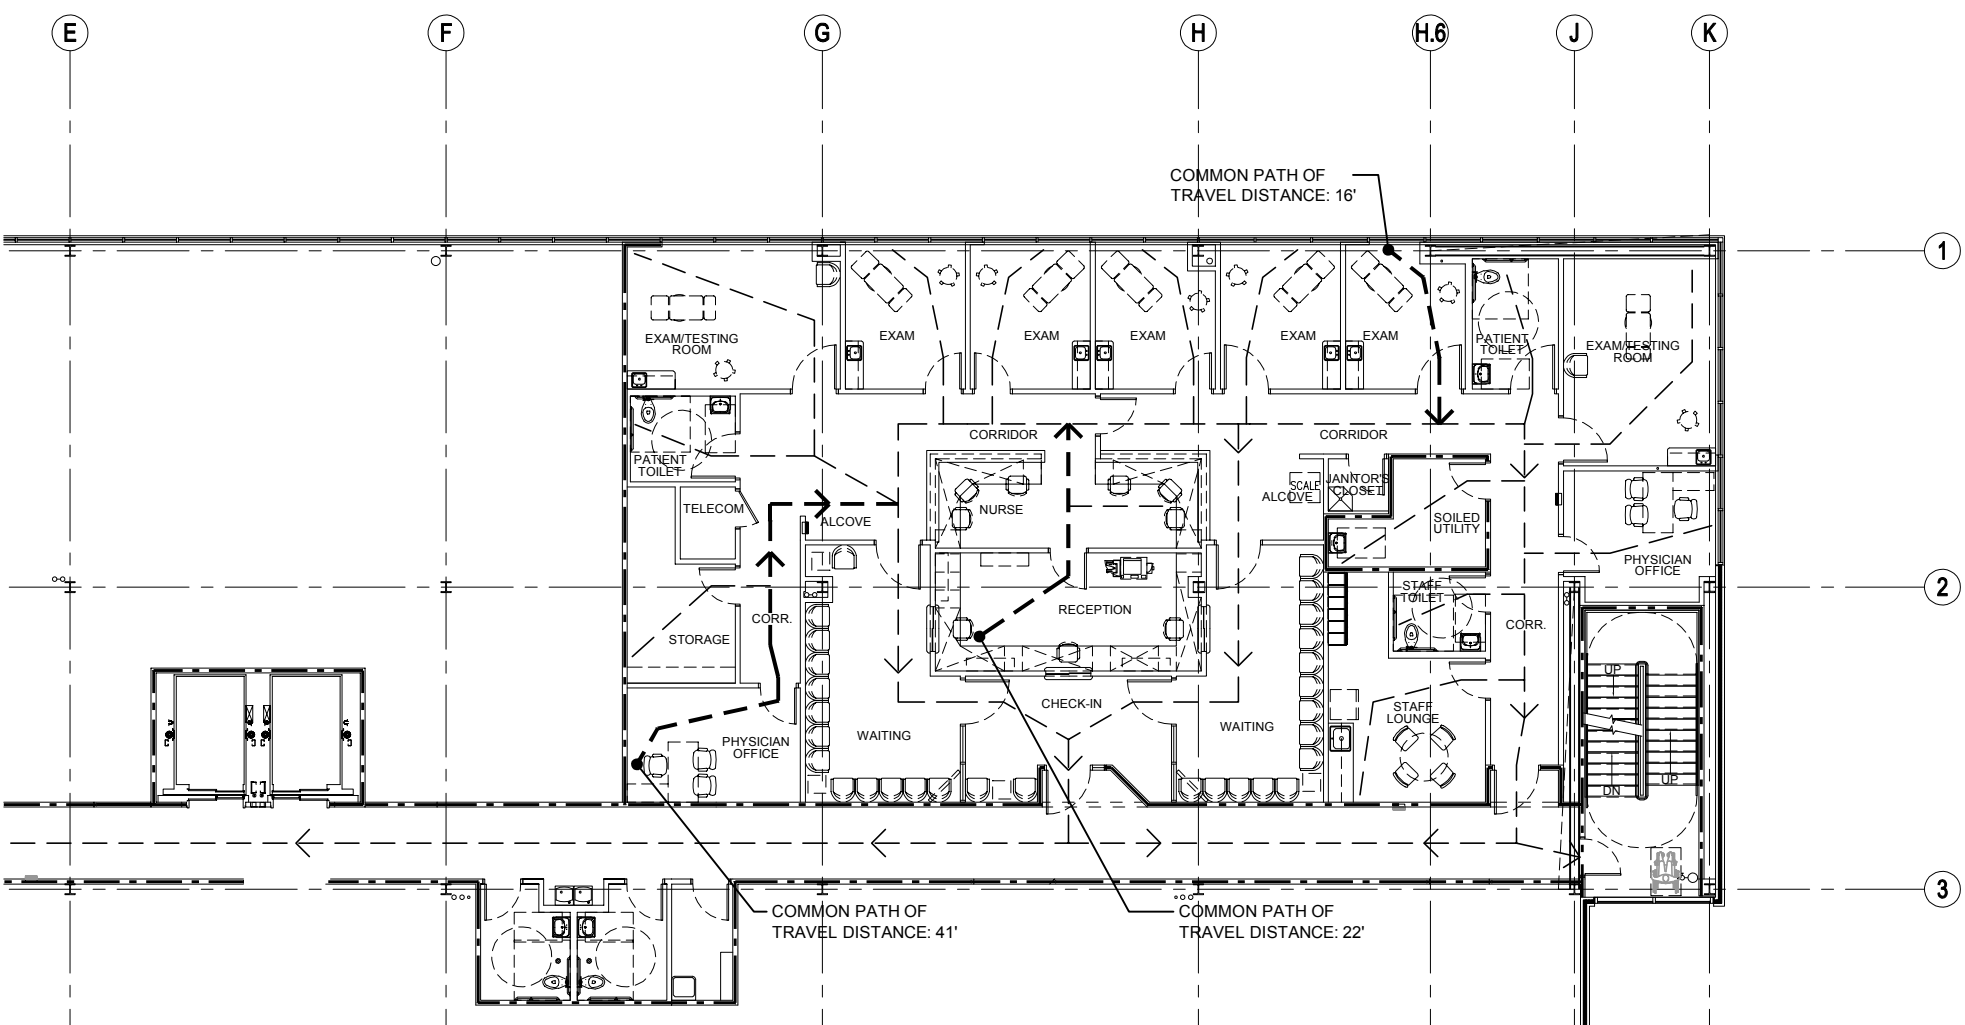 E
F
G
H
H.6
J
K
COMMON PATH OF
TRAVEL DISTANCE: 16'
1
EXAM/TESTING
ROOM
EXAM
EXAM
EXAM
EXAM
EXAM
PATIENT
TOILET
EXAM/TESTING
ROOM
CORRIDOR
CORRIDOR
PATIENT
TOILET
TELECOM
ALCOVE
NURSE
ALCOVE
SCALE
JANITOR'S
CLOSET
SOILED
UTILITY
PHYSICIAN
OFFICE
2
STORAGE
CORR.
RECEPTION
STAFF
TOILET
CORR.
UP
CHECK-IN
PHYSICIAN
OFFICE
WAITING
WAITING
STAFF
LOUNGE
UP
DN
3
COMMON PATH OF
TRAVEL DISTANCE: 41'
COMMON PATH OF
TRAVEL DISTANCE: 22'